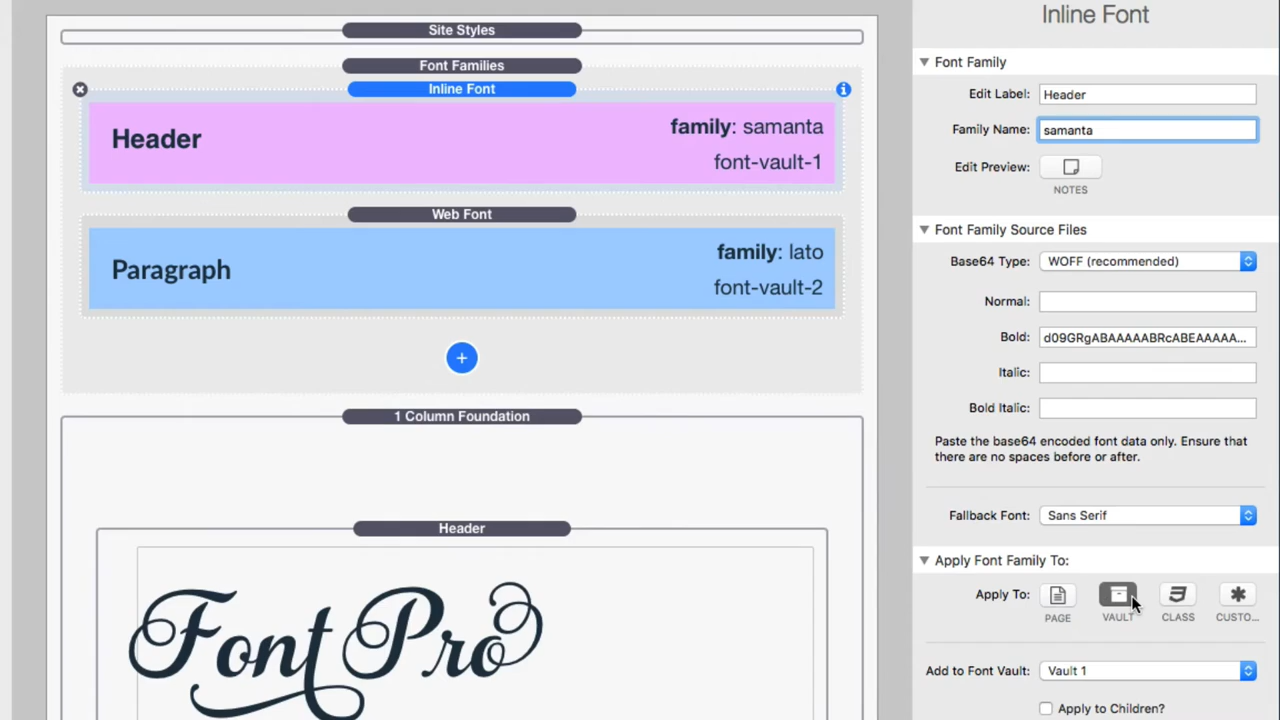 Site Styles
Font Families
Inline Font
Header
family: samanta
font-vault-1
Web Font
Paragraph
family: lato
font-vault-2
+
1 Column Foundation
Header
Font Pro
Inline Font
Font Family
Edit Label: Header
Family Name: samanta
Edit Preview:
NOTES
Font Family Source Files
Base64 Type: WOFF (recommended)
Normal:
Bold: d09GRgABAAAAABRcABEAAAAA...
Italic:
Bold Italic:
Paste the base64 encoded font data only. Ensure that
there are no spaces before or after.
Fallback Font: Sans Serif
Apply Font Family To:
Apply To:
PAGE VAULT CLASS CUSTO...
Add to Font Vault: Vault 1
Apply to Children?